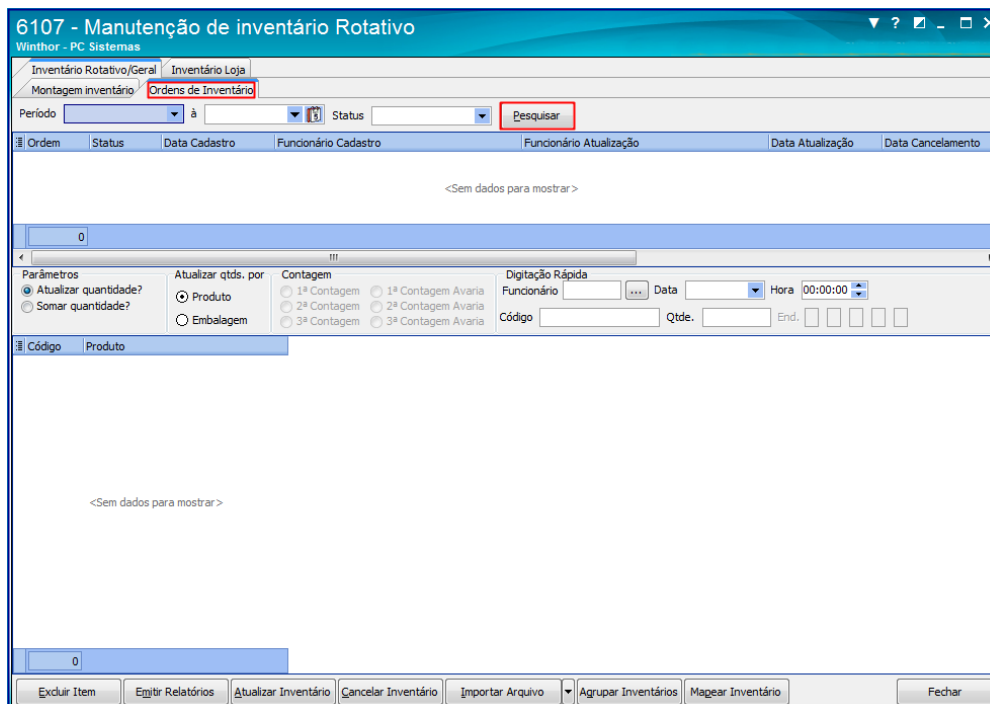 6107 - Manutenção de inventário Rotativo
Winthor - PC Sistemas
Inventário Rotativo/Geral Inventário Loja
Montagem inventário Ordens de Inventário
Período à Status Pesquisar
Ordem Status Data Cadastro Funcionário Cadastro Funcionário Atualização Data Atualização Data Cancelamento
<Sem dados para mostrar>
0
Parâmetros Atualizar qtds. por Contagem Digitação Rápida
Atualizar quantidade? Produto 1ª Contagem 1ª Contagem Avaria Funcionário ... Data Hora 00:00:00
Somar quantidade? Embalagem 2ª Contagem 2ª Contagem Avaria
3ª Contagem 3ª Contagem Avaria Código Qtde. End.
Código Produto
<Sem dados para mostrar>
0
Excluir Item Emitir Relatórios Atualizar Inventário Cancelar Inventário Importar Arquivo Agrupar Inventários Mapear Inventário Fechar